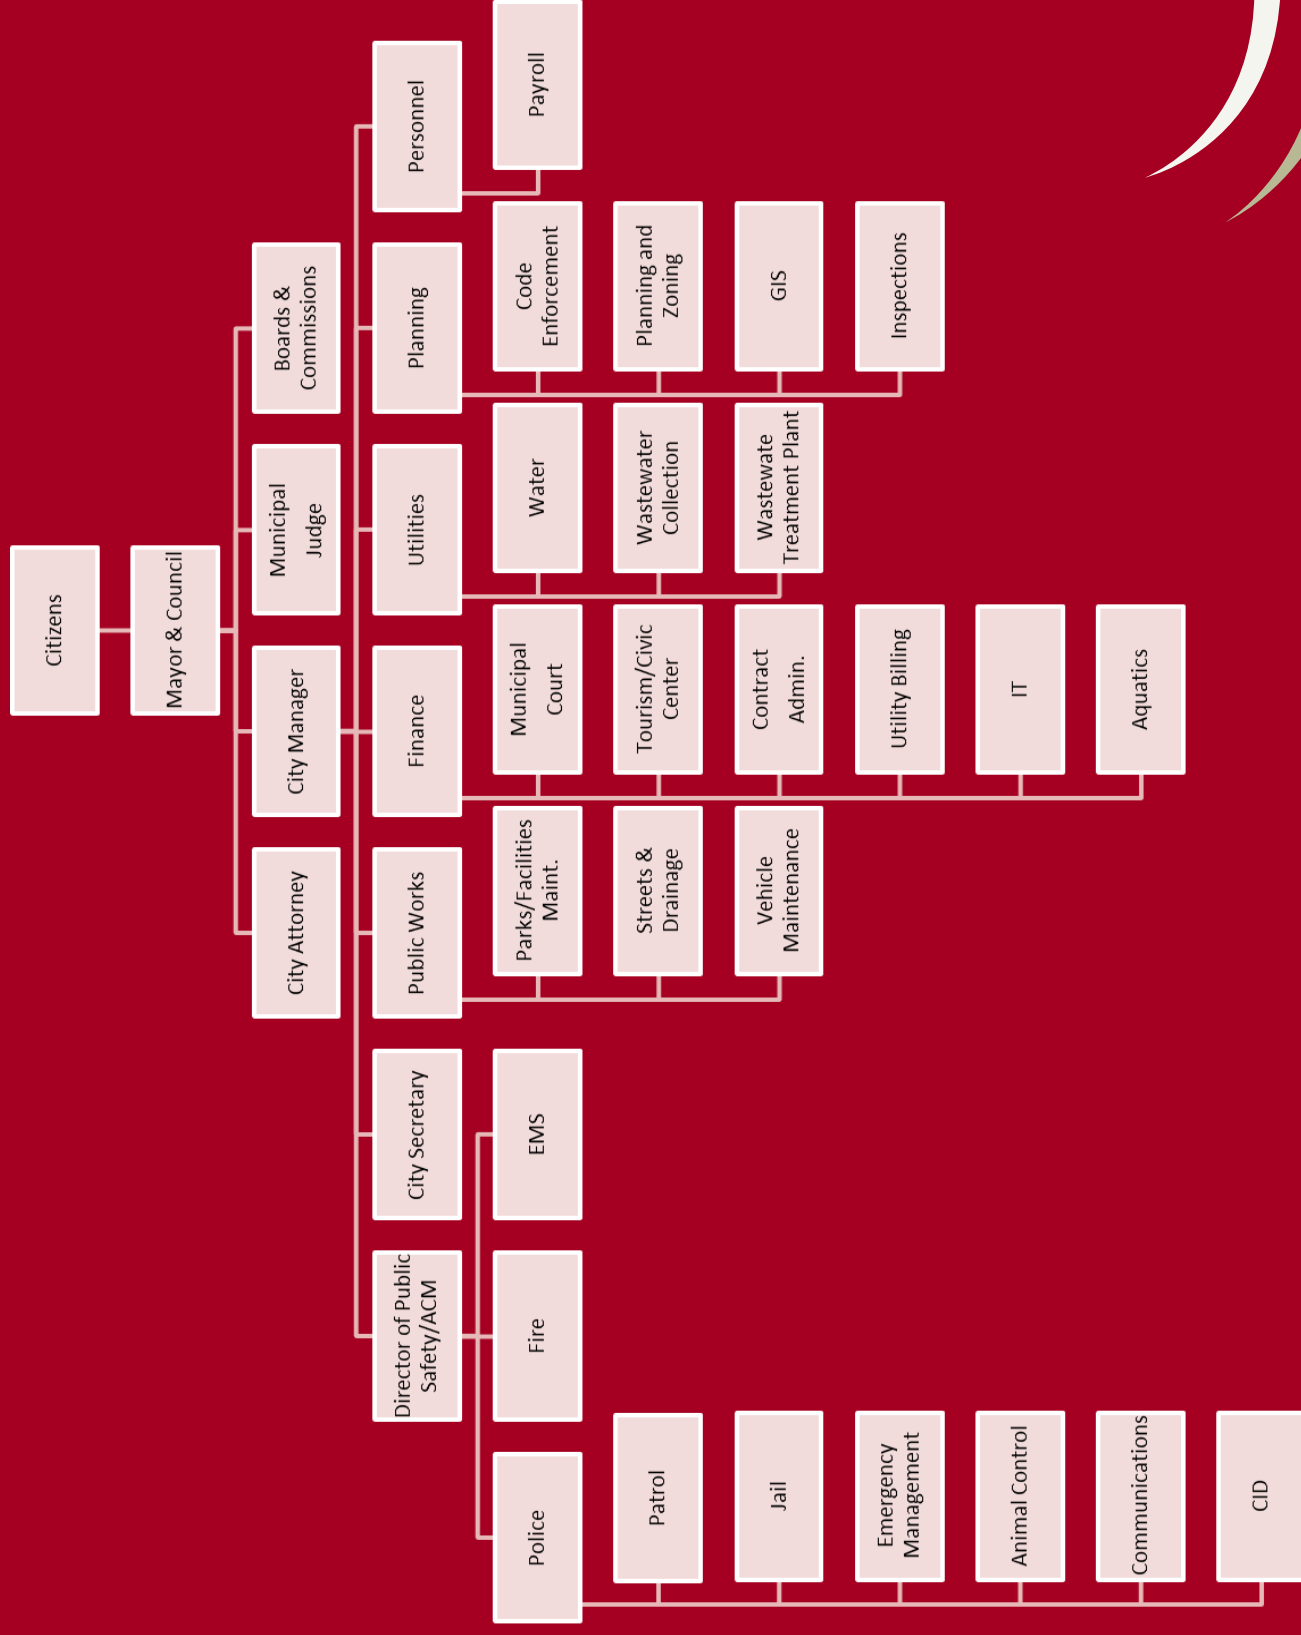 Citizens
Mayor & Council
City Attorney
City Manager
Municipal
Judge
Boards &
Commissions
Director of Public
Safety/ACM
City Secretary
Public Works
Finance
Utilities
Planning
Personnel
Police
Fire
EMS
Parks/Facilities
Maint.
Municipal
Court
Water
Code
Enforcement
Payroll
Patrol
Streets &
Drainage
Tourism/Civic
Center
Wastewater
Collection
Planning and
Zoning
Jail
Vehicle
Maintenance
Contract
Admin.
Wastewate
Treatment Plant
GIS
Emergency
Management
Utility Billing
Inspections
Animal Control
IT
Communications
Aquatics
CID